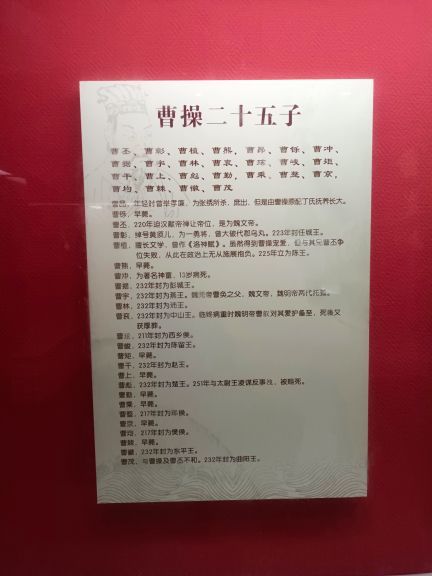 曹操二十五子
曹丕、曹彰、曹植、曹熊、曹昂、曹铄、曹冲、
曹据、曹宇、曹林、曹衮、曹玹、曹峻、曹矩、
曹干、曹上、曹彪、曹勤、曹乘、曹整、曹京、
曹均、曹棘、曹徽、曹茂
曹昂，年轻时曾举孝廉，为张绣所杀，庶出，但是由曹操原配丁氏抚养长大。
曹铄，早薨。
曹丕，220年迫汉献帝禅让帝位，是为魏文帝。
曹彰，绰号黄须儿，为一勇将，曾大破代郡乌丸。223年封任城王。
曹植，擅长文学，曾作《洛神赋》。虽然得到曹操宠爱，但与其兄曹丕争
位失败，从此在政治上无从施展抱负。225年立为陈王。
曹熊，早薨。
曹冲，为著名神童，13岁病死。
曹据，232年封为彭城王。
曹宇，232年封为燕王。魏元帝曹奂之父，魏文帝、魏明帝两代托孤。
曹林，232年封为沛王。
曹衮，232年封为中山王。临终病重时魏明帝曹叡对其爱护备至，死後又
获厚葬。
曹玹，211年封为西乡侯。
曹峻，232年封为陈留王。
曹矩，早薨。
曹干，232年封为赵王。
曹上，早薨。
曹彪，232年封为楚王。251年与太尉王凌谋反事泄，被赐死。
曹勤，早薨。
曹乘，早薨。
曹整，217年封为郿侯。
曹京，早薨。
曹均，217年封为樊侯。
曹棘，早薨。
曹徽，232年封为东平王。
曹茂，与曹操及曹丕不和。232年封为曲阳王。